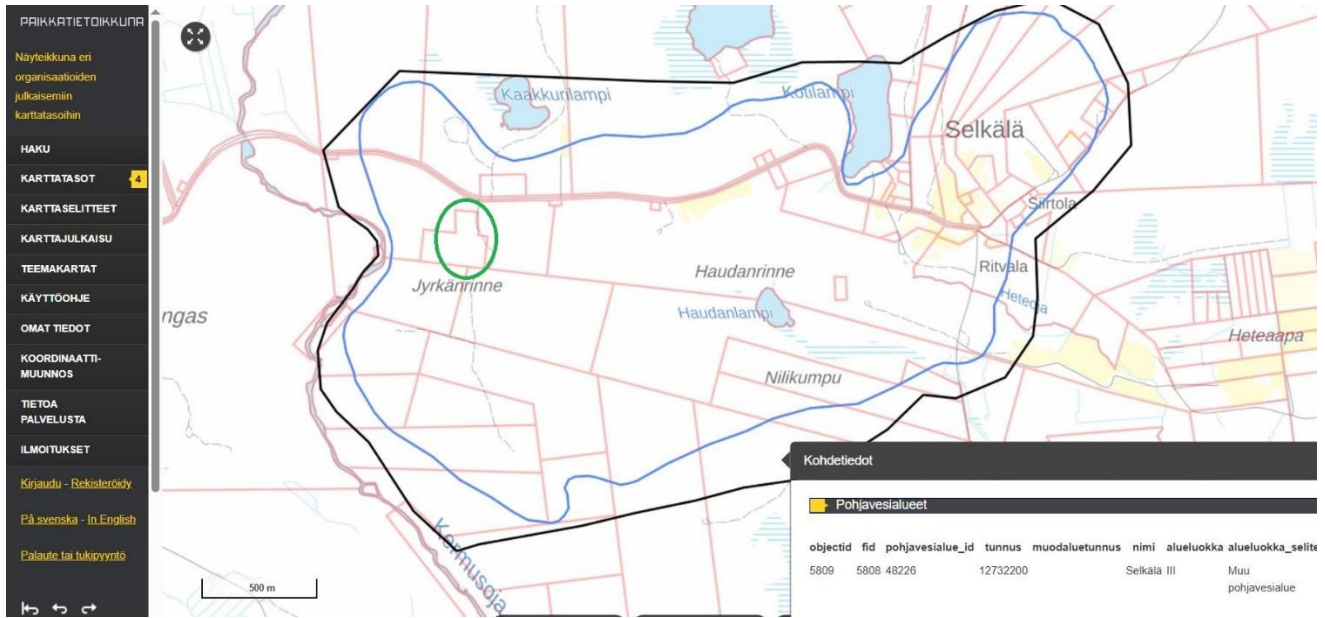 PAIKKATIETOIKKUNA
Näyteikkuna eri
organisaatioiden
julkaisemiin
karttatasoihin
HAKU
KARTTATASOT 4
KARTTASELITTEET
KARTTAJULKAISU
TEEMAKARTAT
KÄYTTÖOHJE
OMAT TIEDOT
KOORDINAATTI-
MUUNNOS
TIETOA
PALVELUSTA
ILMOITUKSET
Kirjaudu - Rekisteröidy
På svenska - In English
Palaute tai tukipyyntö
Kaakkurilampi
Kotilampi
Selkälä
Siirtola
Ritvala
Heteoja
Heteaapa
Haudanrinne
Haudanlampi
Jyrkänrinne
ngas
Nilikumpu
Kermusoja
500 m
Kohdetiedot
Pohjavesialueet
objectid fid pohjavesialue_id tunnus muodaluetunnus nimi alueluokka alueluokka_selite
5809 5808 48226 12732200 Selkälä III Muu
pohjavesialue